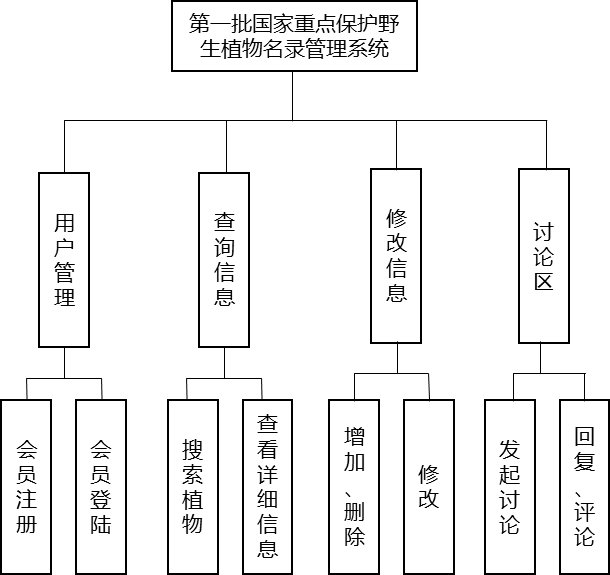 第一批国家重点保护野
生植物名录管理系统
用户管理
查询信息
修改信息
讨论区
会员注册
会员登陆
搜索植物
查看详细信息
增加、删除
修改
发起讨论
回复、评论